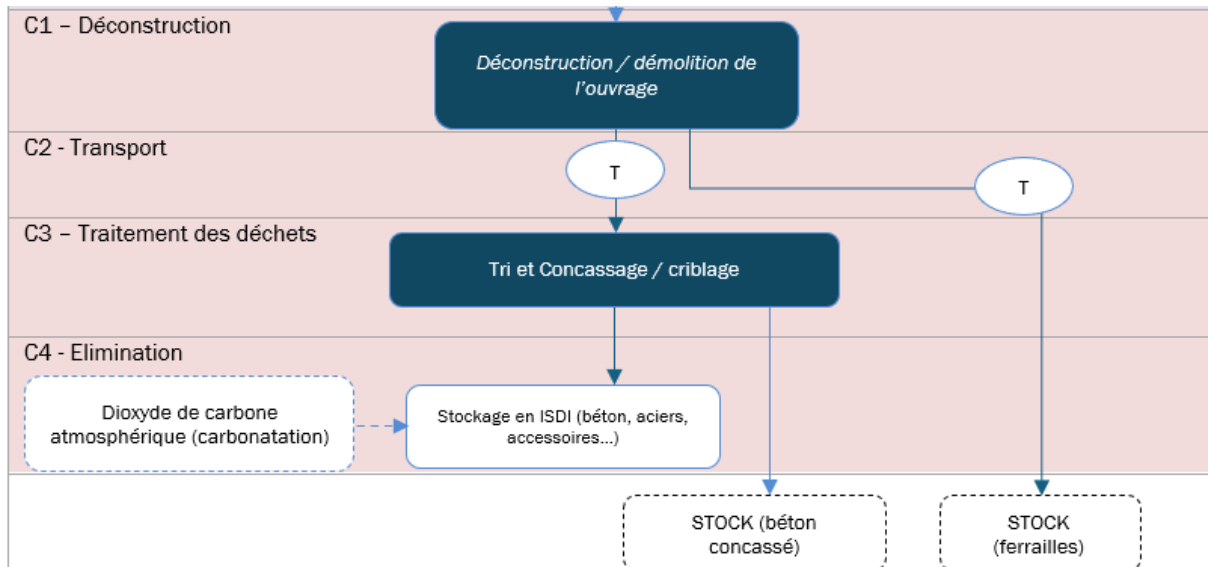 C1 – Déconstruction
Déconstruction / démolition de
l'ouvrage
C2 - Transport
T
T
C3 – Traitement des déchets
Tri et Concassage / criblage
C4 - Elimination
Dioxyde de carbone
atmosphérique (carbonatation)
Stockage en ISDI (béton, aciers,
accessoires...)
STOCK (béton
concassé)
STOCK
(ferrailles)